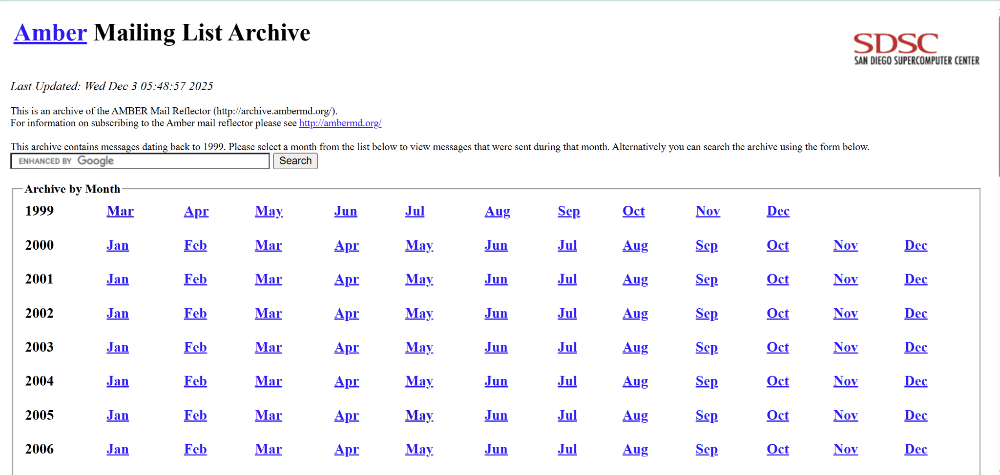 Amber Mailing List Archive
SDSC
SAN DIEGO SUPERCOMPUTER CENTER
Last Updated: Wed Dec 3 05:48:57 2025
This is an archive of the AMBER Mail Reflector (http://archive.ambermd.org/).
For information on subscribing to the Amber mail reflector please see http://ambermd.org/
This archive contains messages dating back to 1999. Please select a month from the list below to view messages that were sent during that month. Alternatively you can search the archive using the form below.
ENHANCED BY Google Search
Archive by Month
1999 Mar Apr May Jun Jul Aug Sep Oct Nov Dec
2000 Jan Feb Mar Apr May Jun Jul Aug Sep Oct Nov Dec
2001 Jan Feb Mar Apr May Jun Jul Aug Sep Oct Nov Dec
2002 Jan Feb Mar Apr May Jun Jul Aug Sep Oct Nov Dec
2003 Jan Feb Mar Apr May Jun Jul Aug Sep Oct Nov Dec
2004 Jan Feb Mar Apr May Jun Jul Aug Sep Oct Nov Dec
2005 Jan Feb Mar Apr May Jun Jul Aug Sep Oct Nov Dec
2006 Jan Feb Mar Apr May Jun Jul Aug Sep Oct Nov Dec